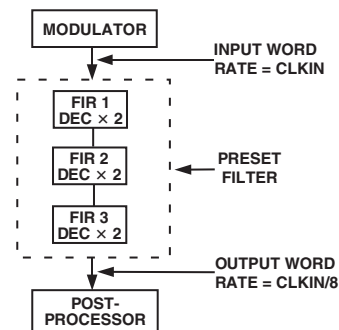 MODULATOR
INPUT WORD
RATE = CLKIN
FIR 1
DEC × 2
FIR 2
DEC × 2
PRESET
FILTER
FIR 3
DEC × 2
OUTPUT WORD
RATE = CLKIN/8
POST-
PROCESSOR